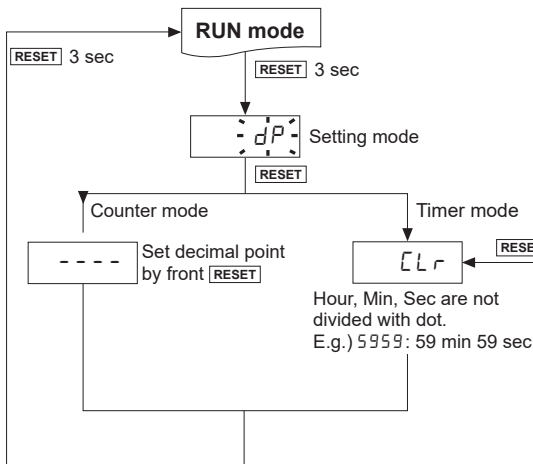 RUN mode
RESET 3 sec
RESET 3 sec
dP
Setting mode
RESET
Counter mode
Timer mode
- - - -
Set decimal point
by front RESET
CLr
Hour, Min, Sec are not
divided with dot.
E.g.) 5959: 59 min 59 sec